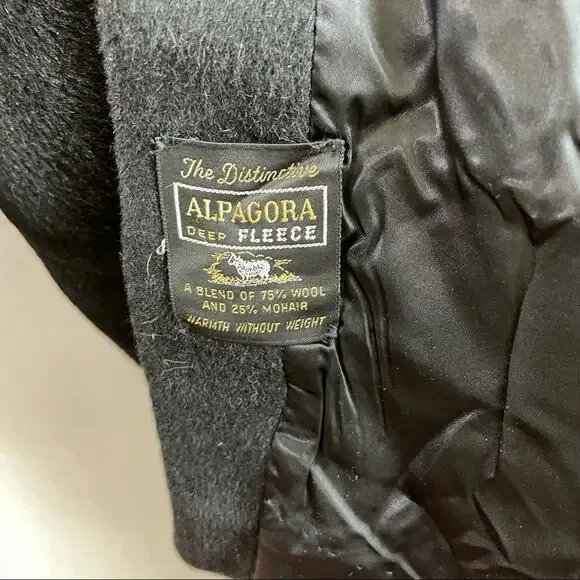 The Distinctive
ALPAGORA
DEEP FLEECE
A BLEND OF 75% WOOL
AND 25% MOHAIR
WARMTH WITHOUT WEIGHT